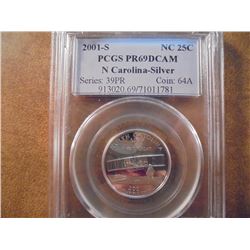 2001-S NC 25C
PCGS PR69DCAM
N Carolina-Silver
Series: 39PR Coin: 64A
913020.69/71011781